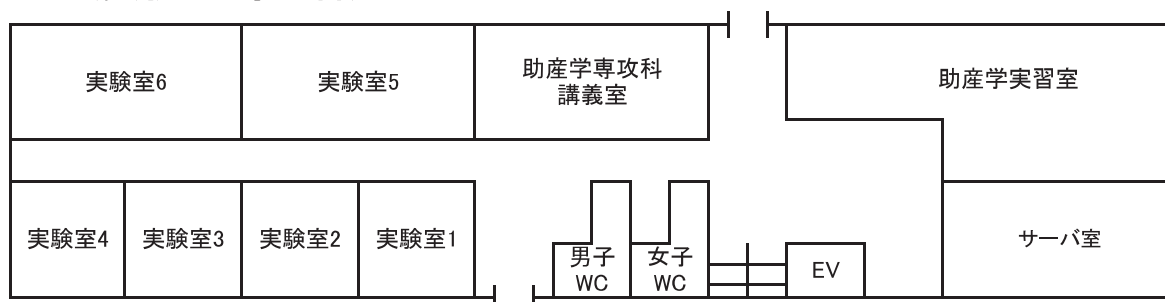 実験室6
実験室5
助産学専攻科
講義室
助産学実習室
実験室4
実験室3
実験室2
実験室1
男子
WC
女子
WC
EV
サーバ室